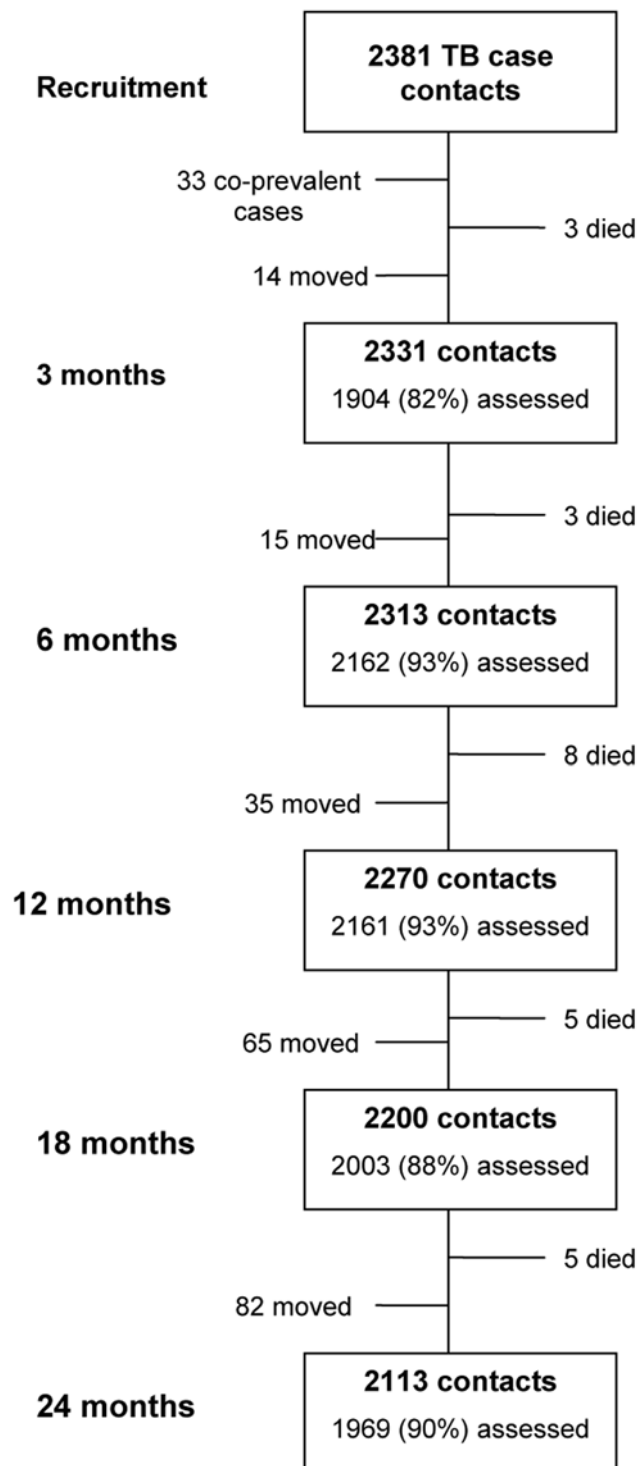 Recruitment
2381 TB case
contacts
33 co-prevalent
cases
3 died
14 moved
3 months
2331 contacts
1904 (82%) assessed
3 died
15 moved
6 months
2313 contacts
2162 (93%) assessed
8 died
35 moved
12 months
2270 contacts
2161 (93%) assessed
5 died
65 moved
18 months
2200 contacts
2003 (88%) assessed
5 died
82 moved
24 months
2113 contacts
1969 (90%) assessed